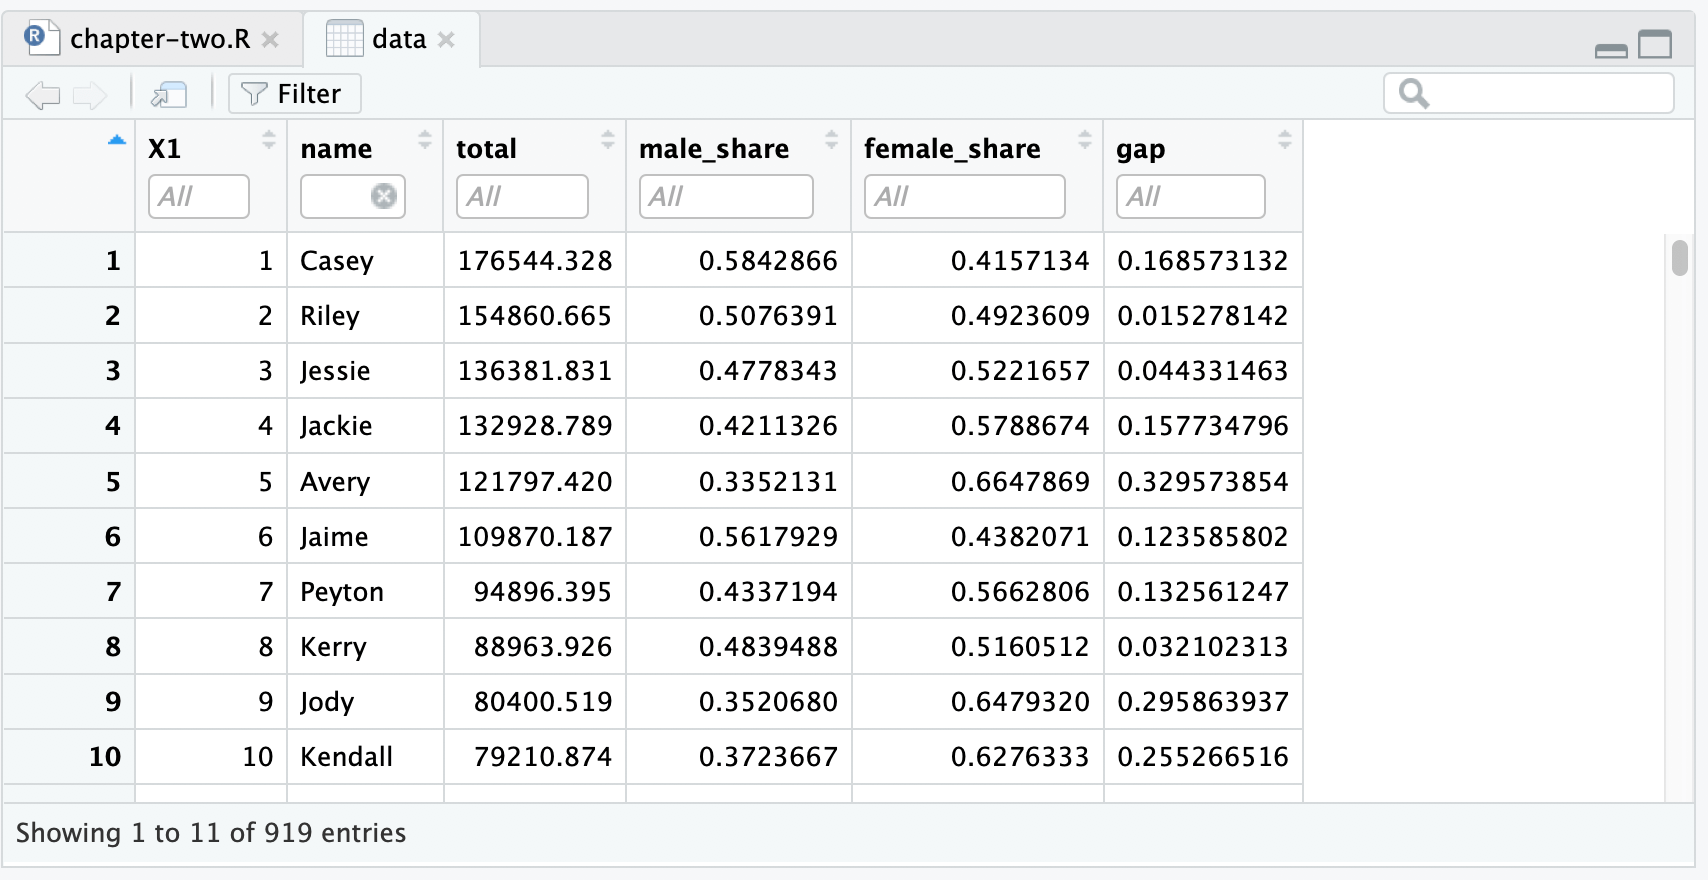 R chapter-two.R data
Filter
X1 name total male_share female_share gap
All All All All All
1 1 Casey 176544.328 0.5842866 0.4157134 0.168573132
2 2 Riley 154860.665 0.5076391 0.4923609 0.015278142
3 3 Jessie 136381.831 0.4778343 0.5221657 0.044331463
4 4 Jackie 132928.789 0.4211326 0.5788674 0.157734796
5 5 Avery 121797.420 0.3352131 0.6647869 0.329573854
6 6 Jaime 109870.187 0.5617929 0.4382071 0.123585802
7 7 Peyton 94896.395 0.4337194 0.5662806 0.132561247
8 8 Kerry 88963.926 0.4839488 0.5160512 0.032102313
9 9 Jody 80400.519 0.3520680 0.6479320 0.295863937
10 10 Kendall 79210.874 0.3723667 0.6276333 0.255266516
Showing 1 to 11 of 919 entries